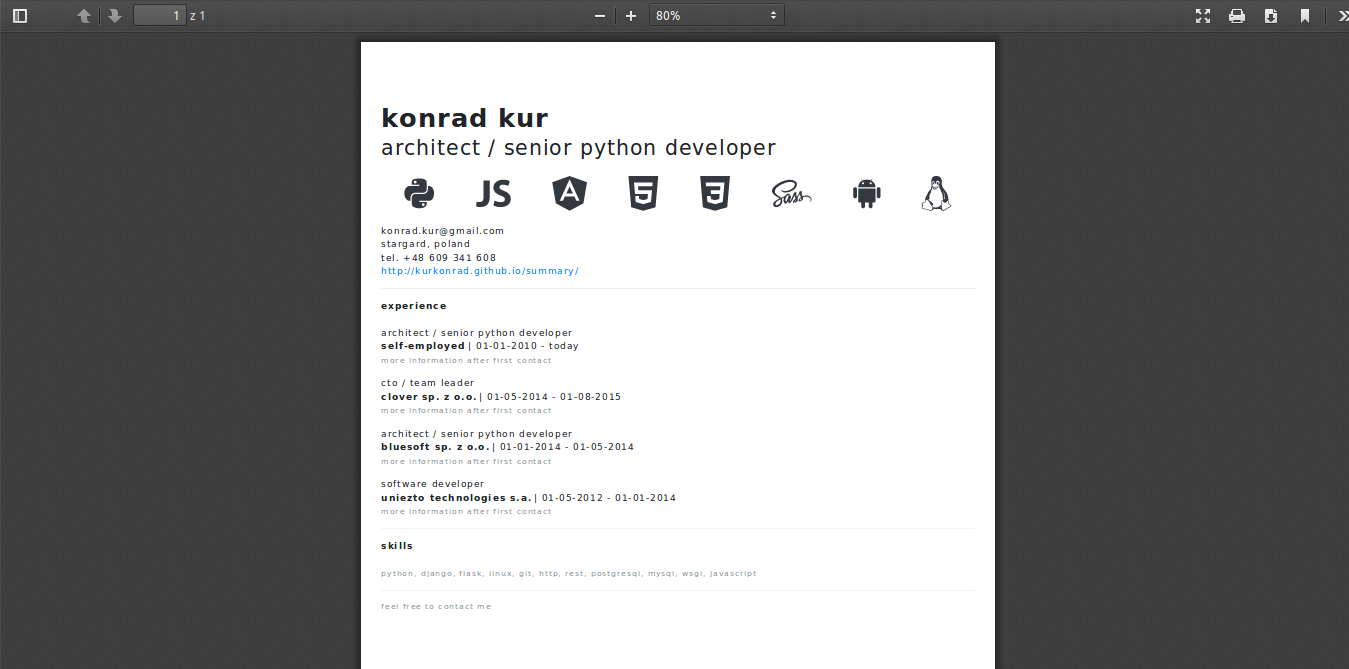 1 z 1
80%
konrad kur
architect / senior python developer
JS
konrad.kur@gmail.com
stargard, poland
tel. +48 609 341 608
http://kurkonrad.github.io/summary/
experience
architect / senior python developer
self-employed | 01-01-2010 - today
more information after first contact
cto / team leader
clover sp. z o.o. | 01-05-2014 - 01-08-2015
more information after first contact
architect / senior python developer
bluesoft sp. z o.o. | 01-01-2014 - 01-05-2014
more information after first contact
software developer
uniezto technologies s.a. | 01-05-2012 - 01-01-2014
more information after first contact
skills
python, django, flask, linux, git, http, rest, postgresql, mysql, wsgi, javascript
feel free to contact me